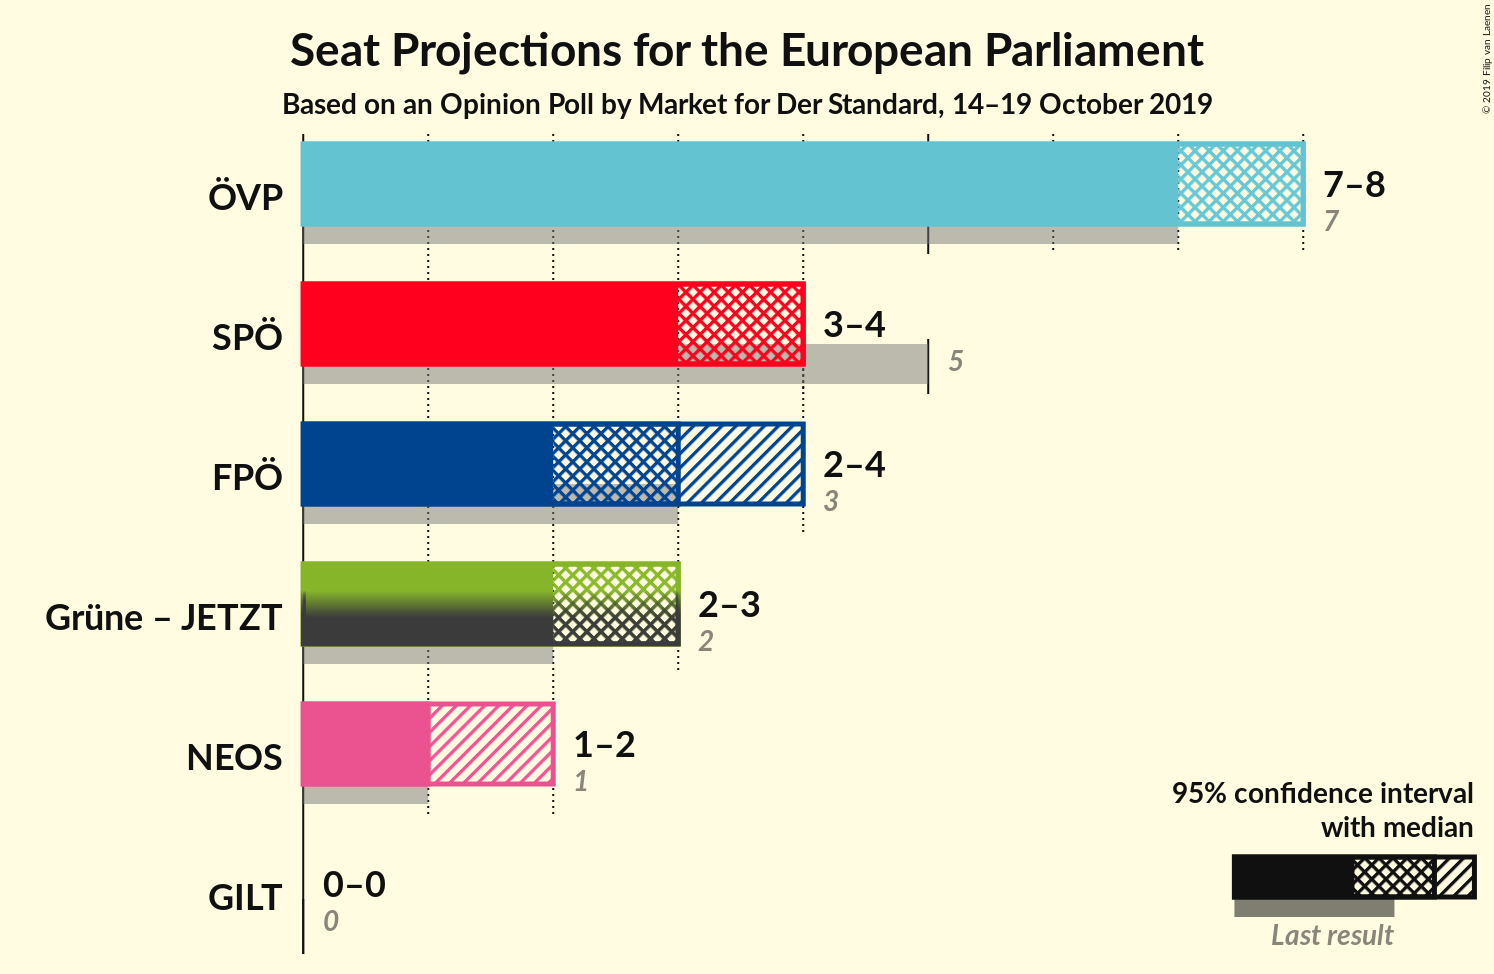 Seat Projections for the European Parliament
Based on an Opinion Poll by Market for Der Standard, 14–19 October 2019
© 2019 Filip van Laenen
ÖVP
7–8
7
SPÖ
3–4
5
FPÖ
2–4
3
Grüne – JETZT
2–3
2
NEOS
1–2
1
GILT
0–0
0
95% confidence interval
with median
Last result